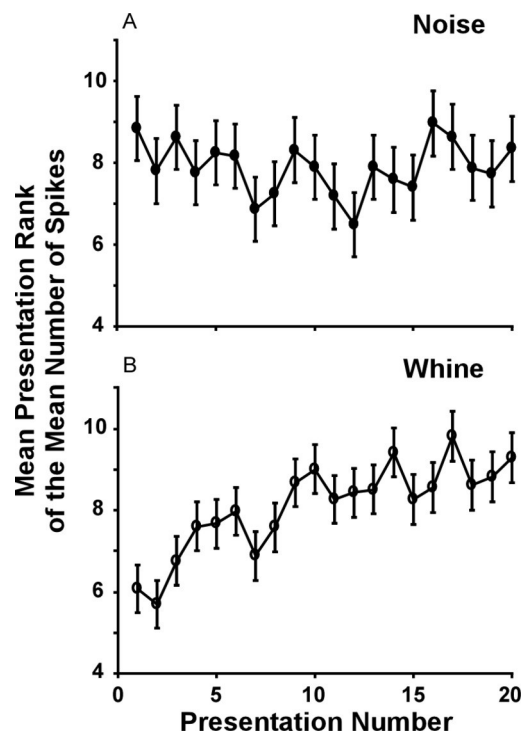 A
Noise
10
8
6
4
B
Whine
10
8
6
4
0
5
10
15
20
Presentation Number
Mean Presentation Rank
of the Mean Number of Spikes